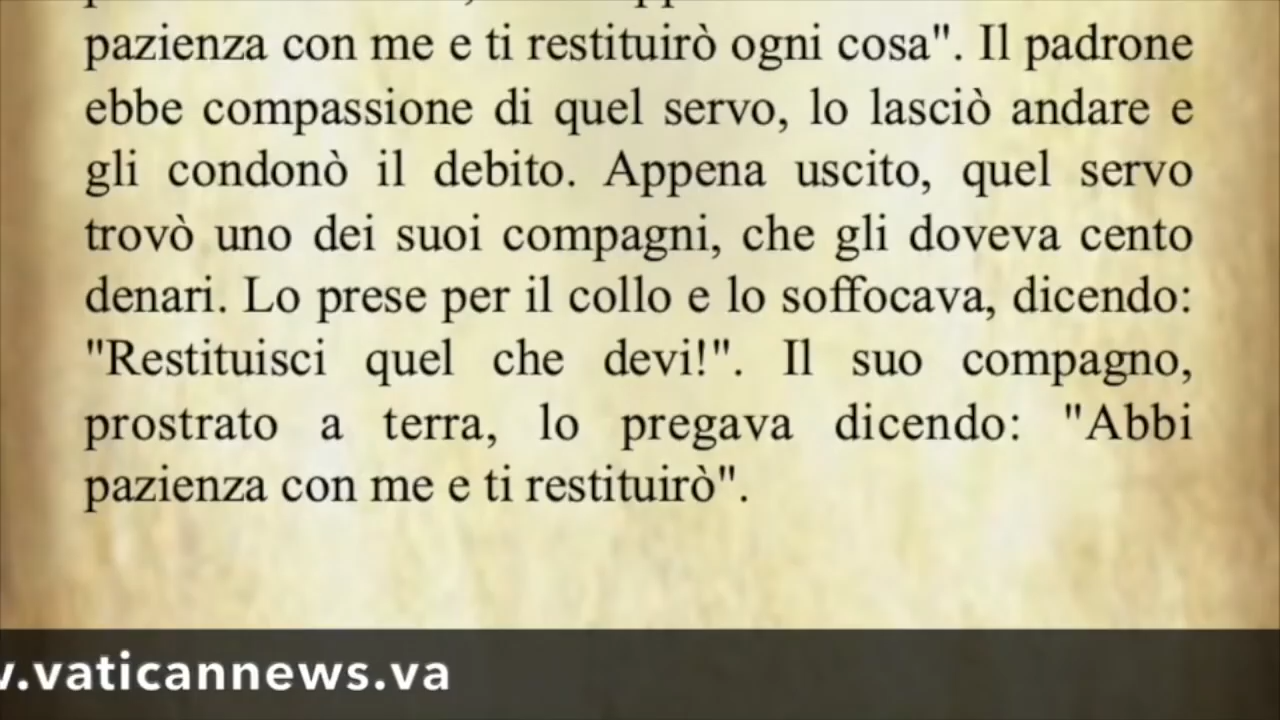 pazienza con me e ti restituirò ogni cosa". Il padrone
ebbe compassione di quel servo, lo lasciò andare e
gli condonò il debito. Appena uscito, quel servo
trovò uno dei suoi compagni, che gli doveva cento
denari. Lo prese per il collo e lo soffocava, dicendo:
"Restituisci quel che devi!". Il suo compagno,
prostrato a terra, lo pregava dicendo: "Abbi
pazienza con me e ti restituirò".
.vaticannews.va